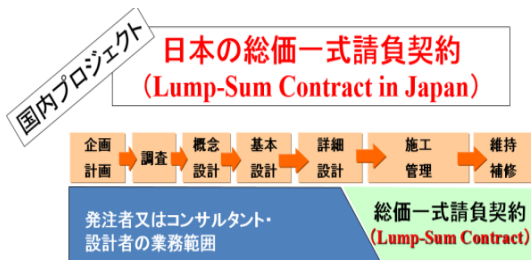 国内プロジェクト
日本の総価一式請負契約
(Lump-Sum Contract in Japan)
企画
計画
調査
概念
設計
基本
設計
詳細
設計
施工
管理
維持
補修
発注者又はコンサルタント・
設計者の業務範囲
総価一式請負契約
(Lump-Sum Contract)